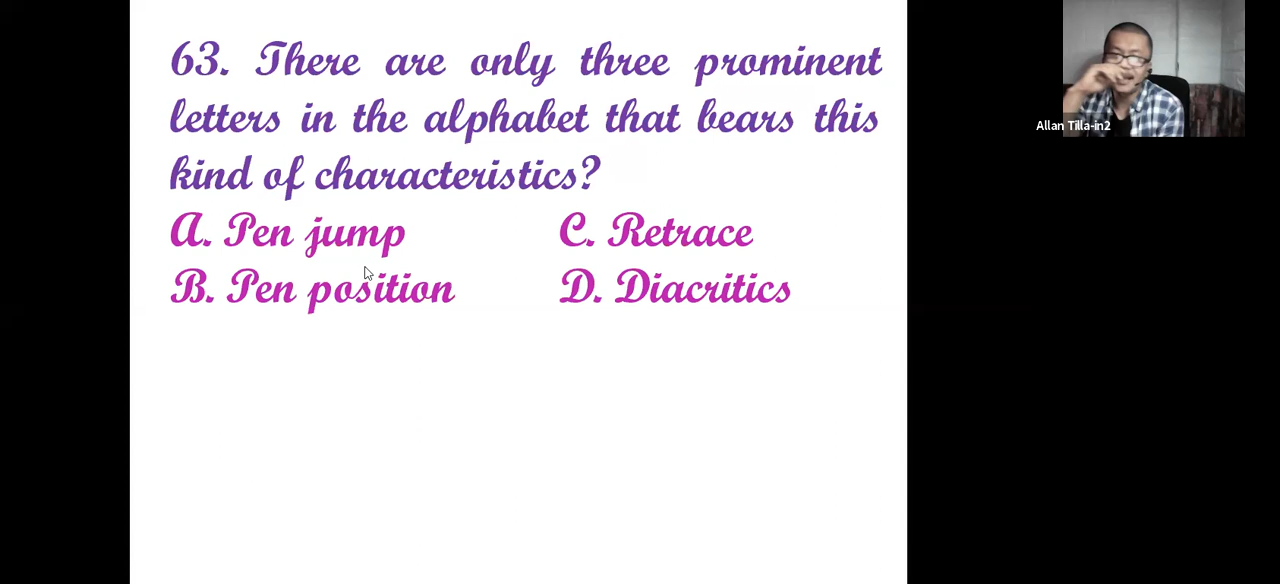 63. There are only three prominent
letters in the alphabet that bears this
kind of characteristics?
A. Pen jump C. Retrace
B. Pen position D. Diacritics
Allan Tilla-in2